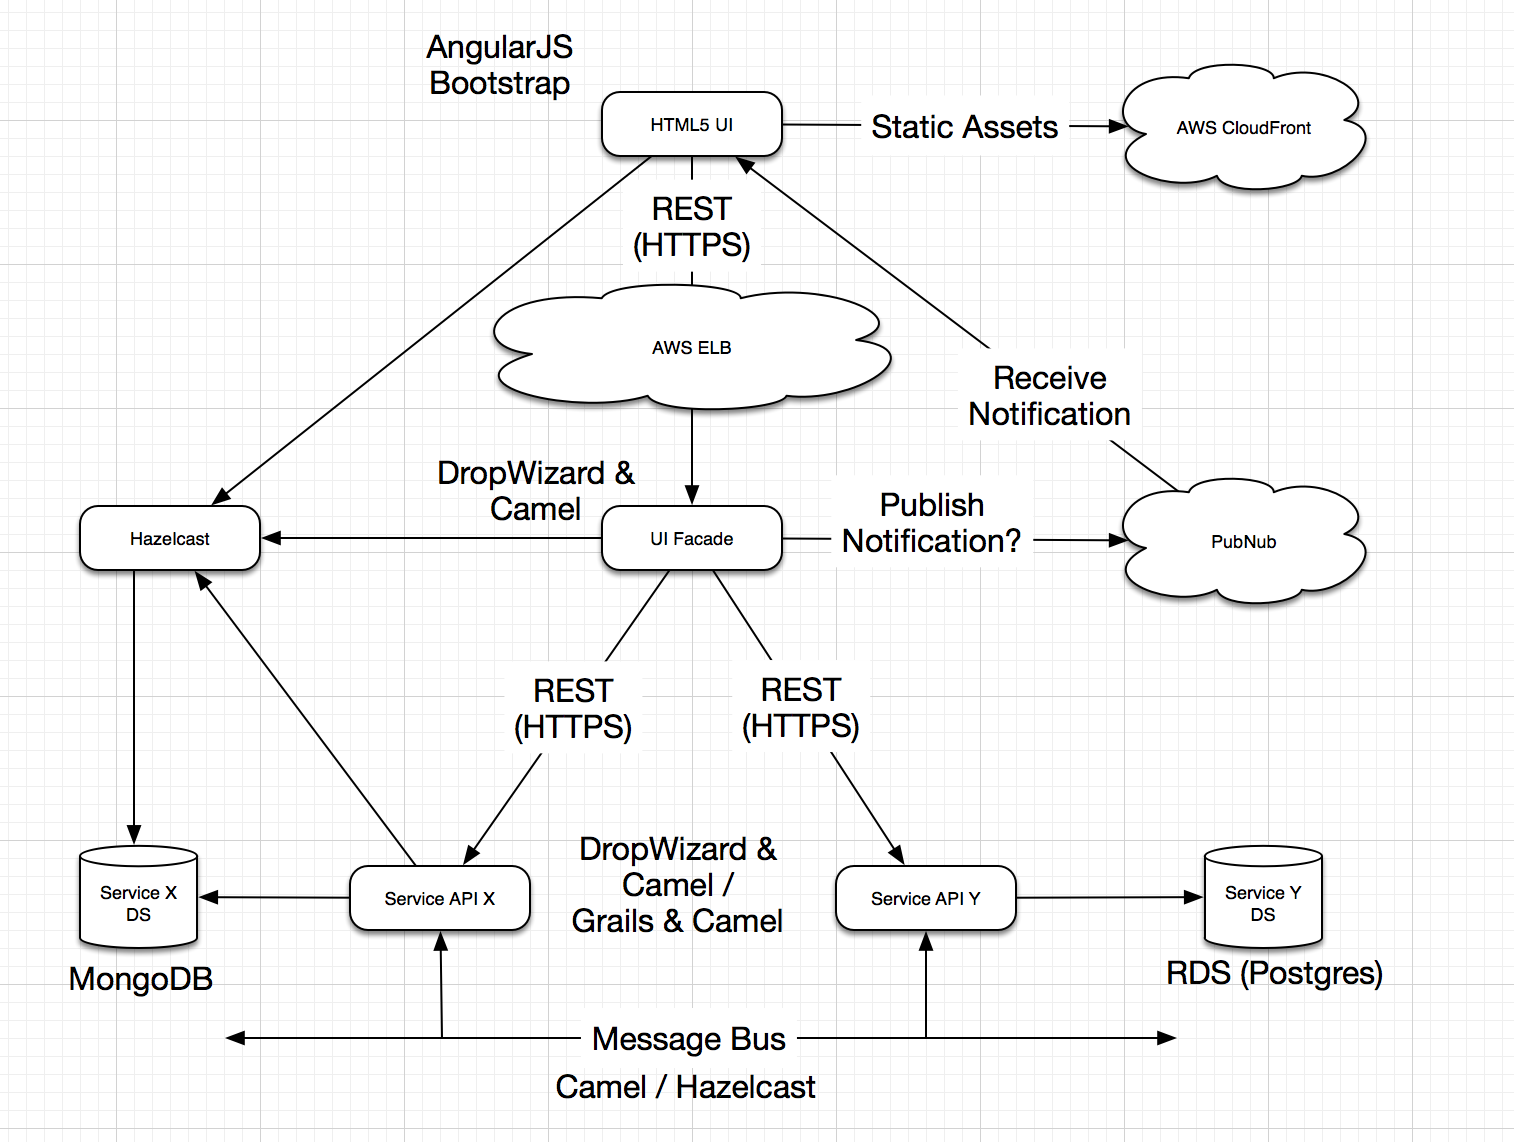 AngularJS
Bootstrap
HTML5 UI
Static Assets
AWS CloudFront
REST
(HTTPS)
AWS ELB
Receive
Notification
DropWizard &
Camel
Publish
Notification?
Hazelcast
UI Facade
PubNub
REST
(HTTPS)
REST
(HTTPS)
DropWizard &
Camel /
Grails & Camel
Service X
DS
Service API X
Service API Y
Service Y
DS
MongoDB
RDS (Postgres)
Message Bus
Camel / Hazelcast